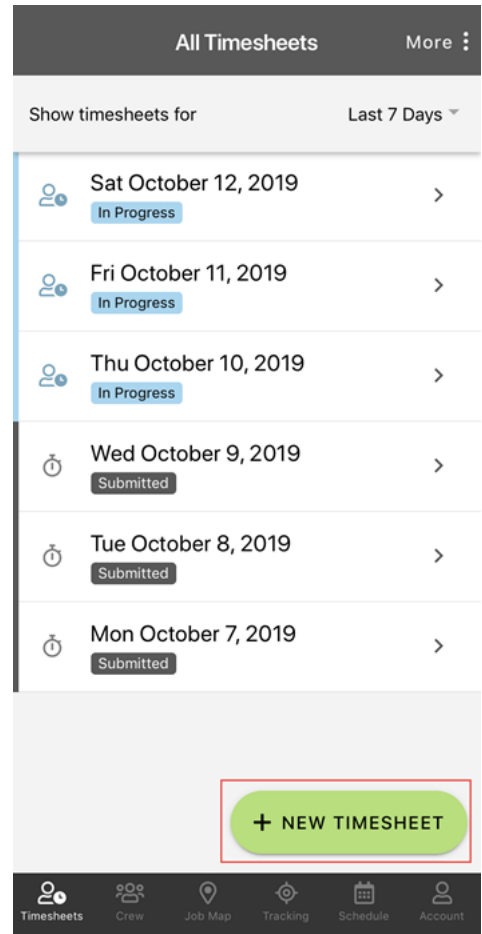 All Timesheets More
Show timesheets for Last 7 Days
Sat October 12, 2019
In Progress
Fri October 11, 2019
In Progress
Thu October 10, 2019
In Progress
Wed October 9, 2019
Submitted
Tue October 8, 2019
Submitted
Mon October 7, 2019
Submitted
+ NEW TIMESHEET
Timesheets Crew Job Map Tracking Schedule Account